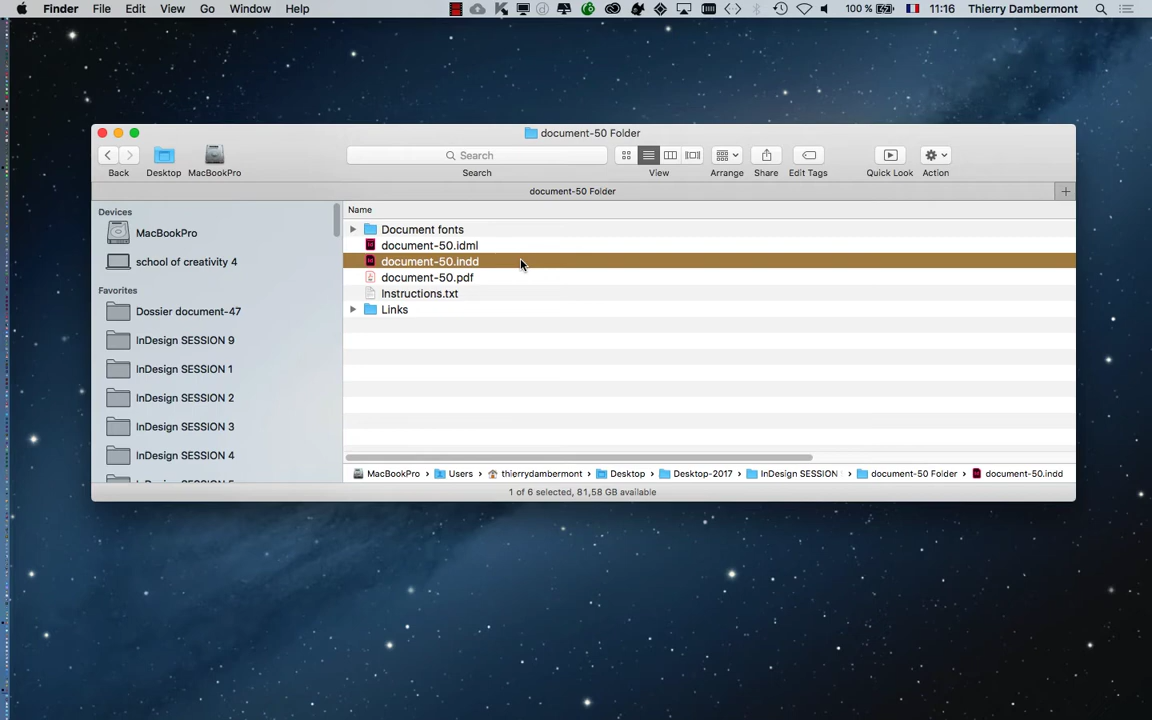 Finder File Edit View Go Window Help 100 % 11:16 Thierry Dambermont
document-50 Folder
Search
Back Desktop MacBookPro Search View Arrange Share Edit Tags Quick Look Action
document-50 Folder
Devices
MacBookPro
school of creativity 4
Favorites
Dossier document-47
InDesign SESSION 9
InDesign SESSION 1
InDesign SESSION 2
InDesign SESSION 3
InDesign SESSION 4
Name
Document fonts
document-50.idml
document-50.indd
document-50.pdf
Instructions.txt
Links
MacBookPro › Users › thierrydambermont › Desktop › Desktop-2017 › InDesign SESSION › document-50 Folder › document-50.indd
1 of 6 selected, 81,58 GB available